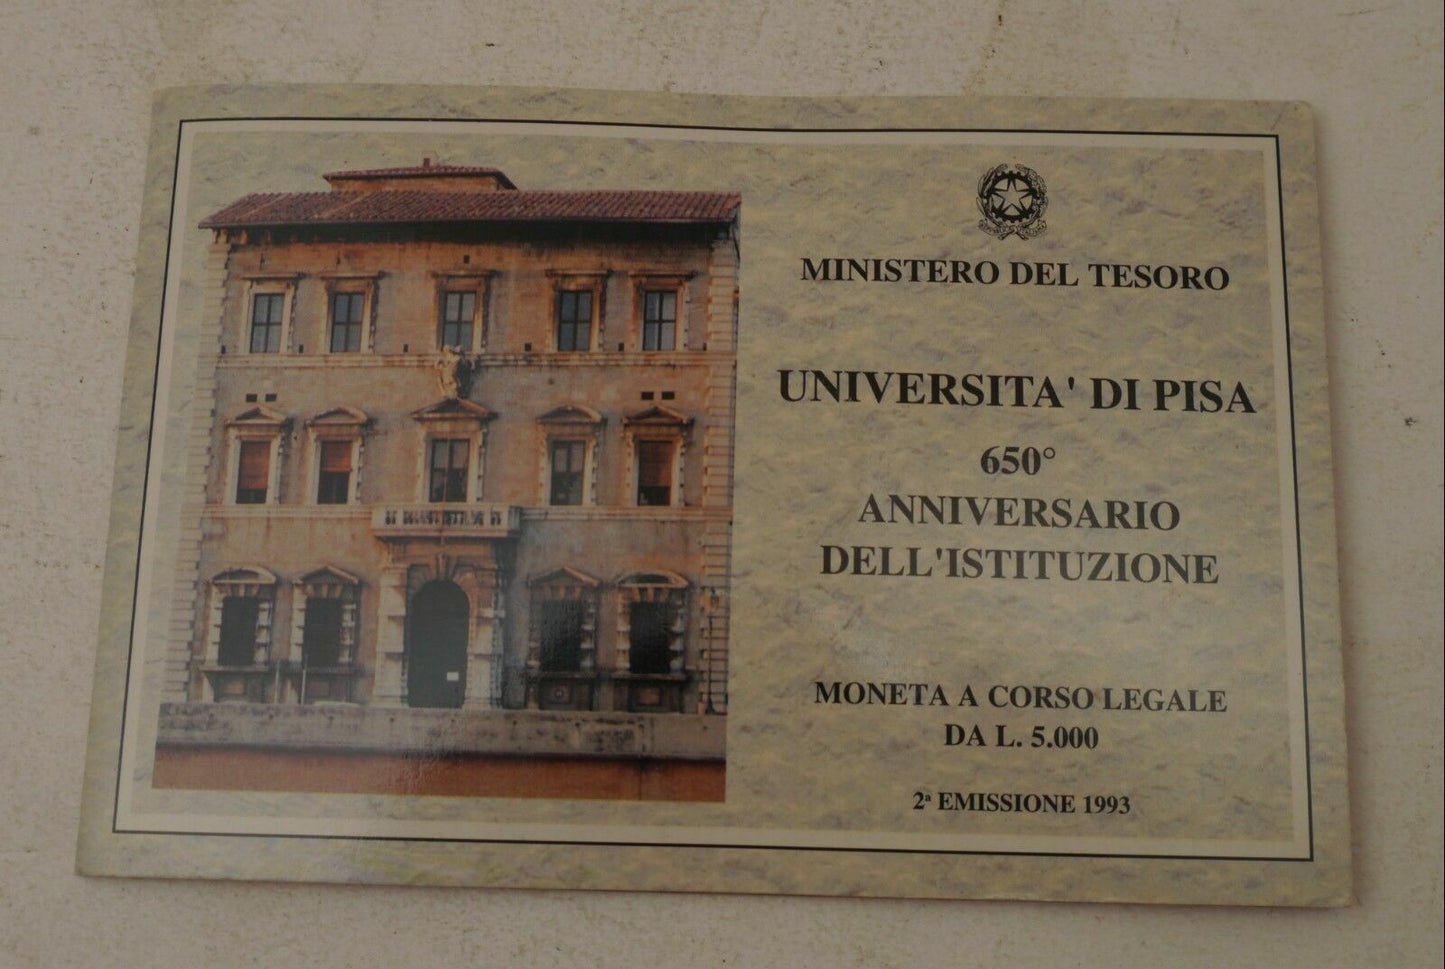 MINISTERO DEL TESORO
UNIVERSITA' DI PISA
650°
ANNIVERSARIO
DELL'ISTITUZIONE
MONETA A CORSO LEGALE
DA L. 5.000
2ª EMISSIONE 1993